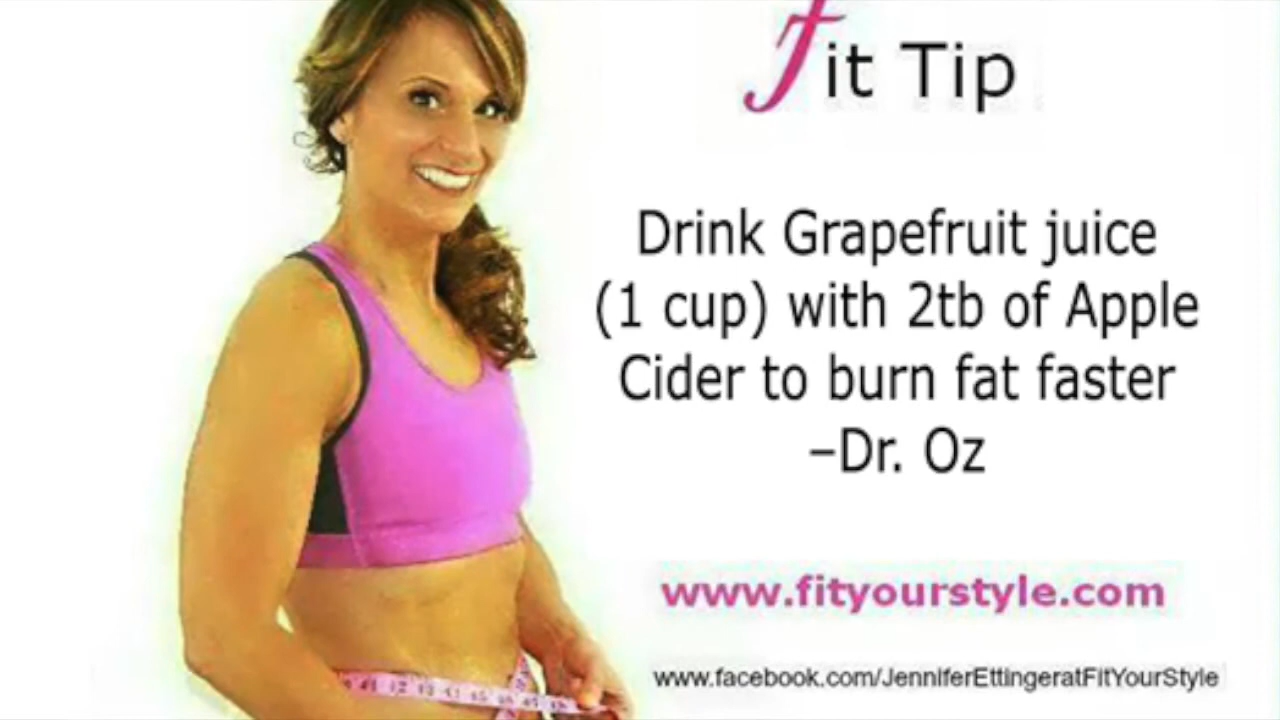 fit Tip
Drink Grapefruit juice
(1 cup) with 2tb of Apple
Cider to burn fat faster
–Dr. Oz
www.fityourstyle.com
www.facebook.com/JenniferEttingeratFitYourStyle